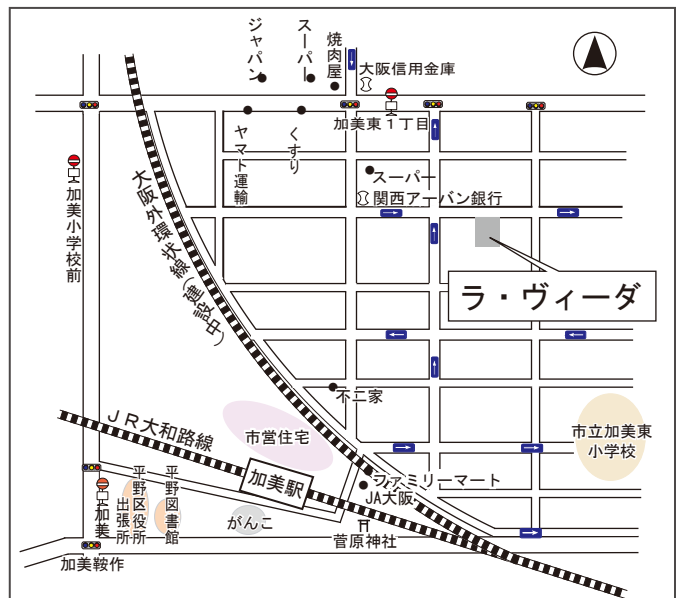 ジャパン
スーパー
焼肉屋
大阪信用金庫
加美東1丁目
ヤマト運輸
くすり
スーパー
関西アーバン銀行
加美小学校前
大阪外環状線(建設中)
ラ・ヴィーダ
不二家
市営住宅
JR大和路線
市立加美東
小学校
加美駅
ファミリーマート
JA大阪
加美
平野区役所
出張所
平野図書館
がんこ
菅原神社
加美鞍作